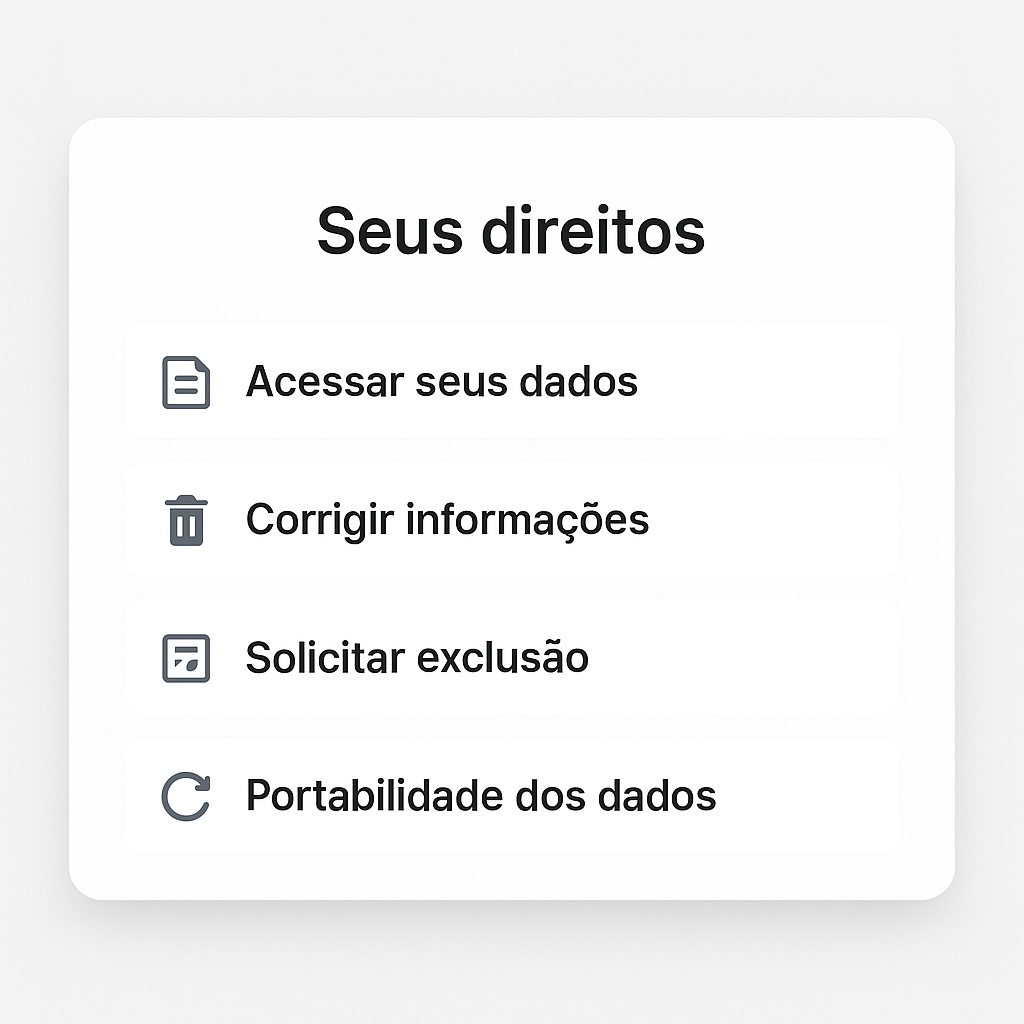 Seus direitos
Acessar seus dados
Corrigir informações
Solicitar exclusão
Portabilidade dos dados